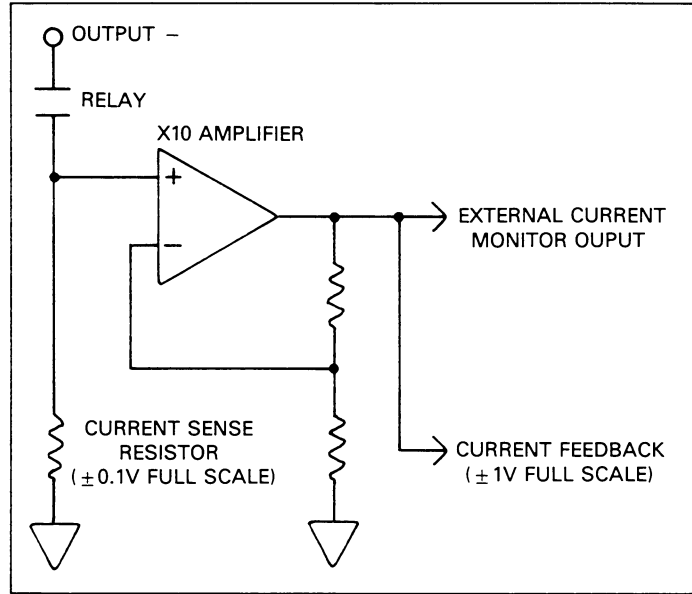 OUTPUT −
RELAY
X10 AMPLIFIER
+
−
EXTERNAL CURRENT
MONITOR OUPUT
CURRENT SENSE
RESISTOR
(±0.1V FULL SCALE)
CURRENT FEEDBACK
(±1V FULL SCALE)